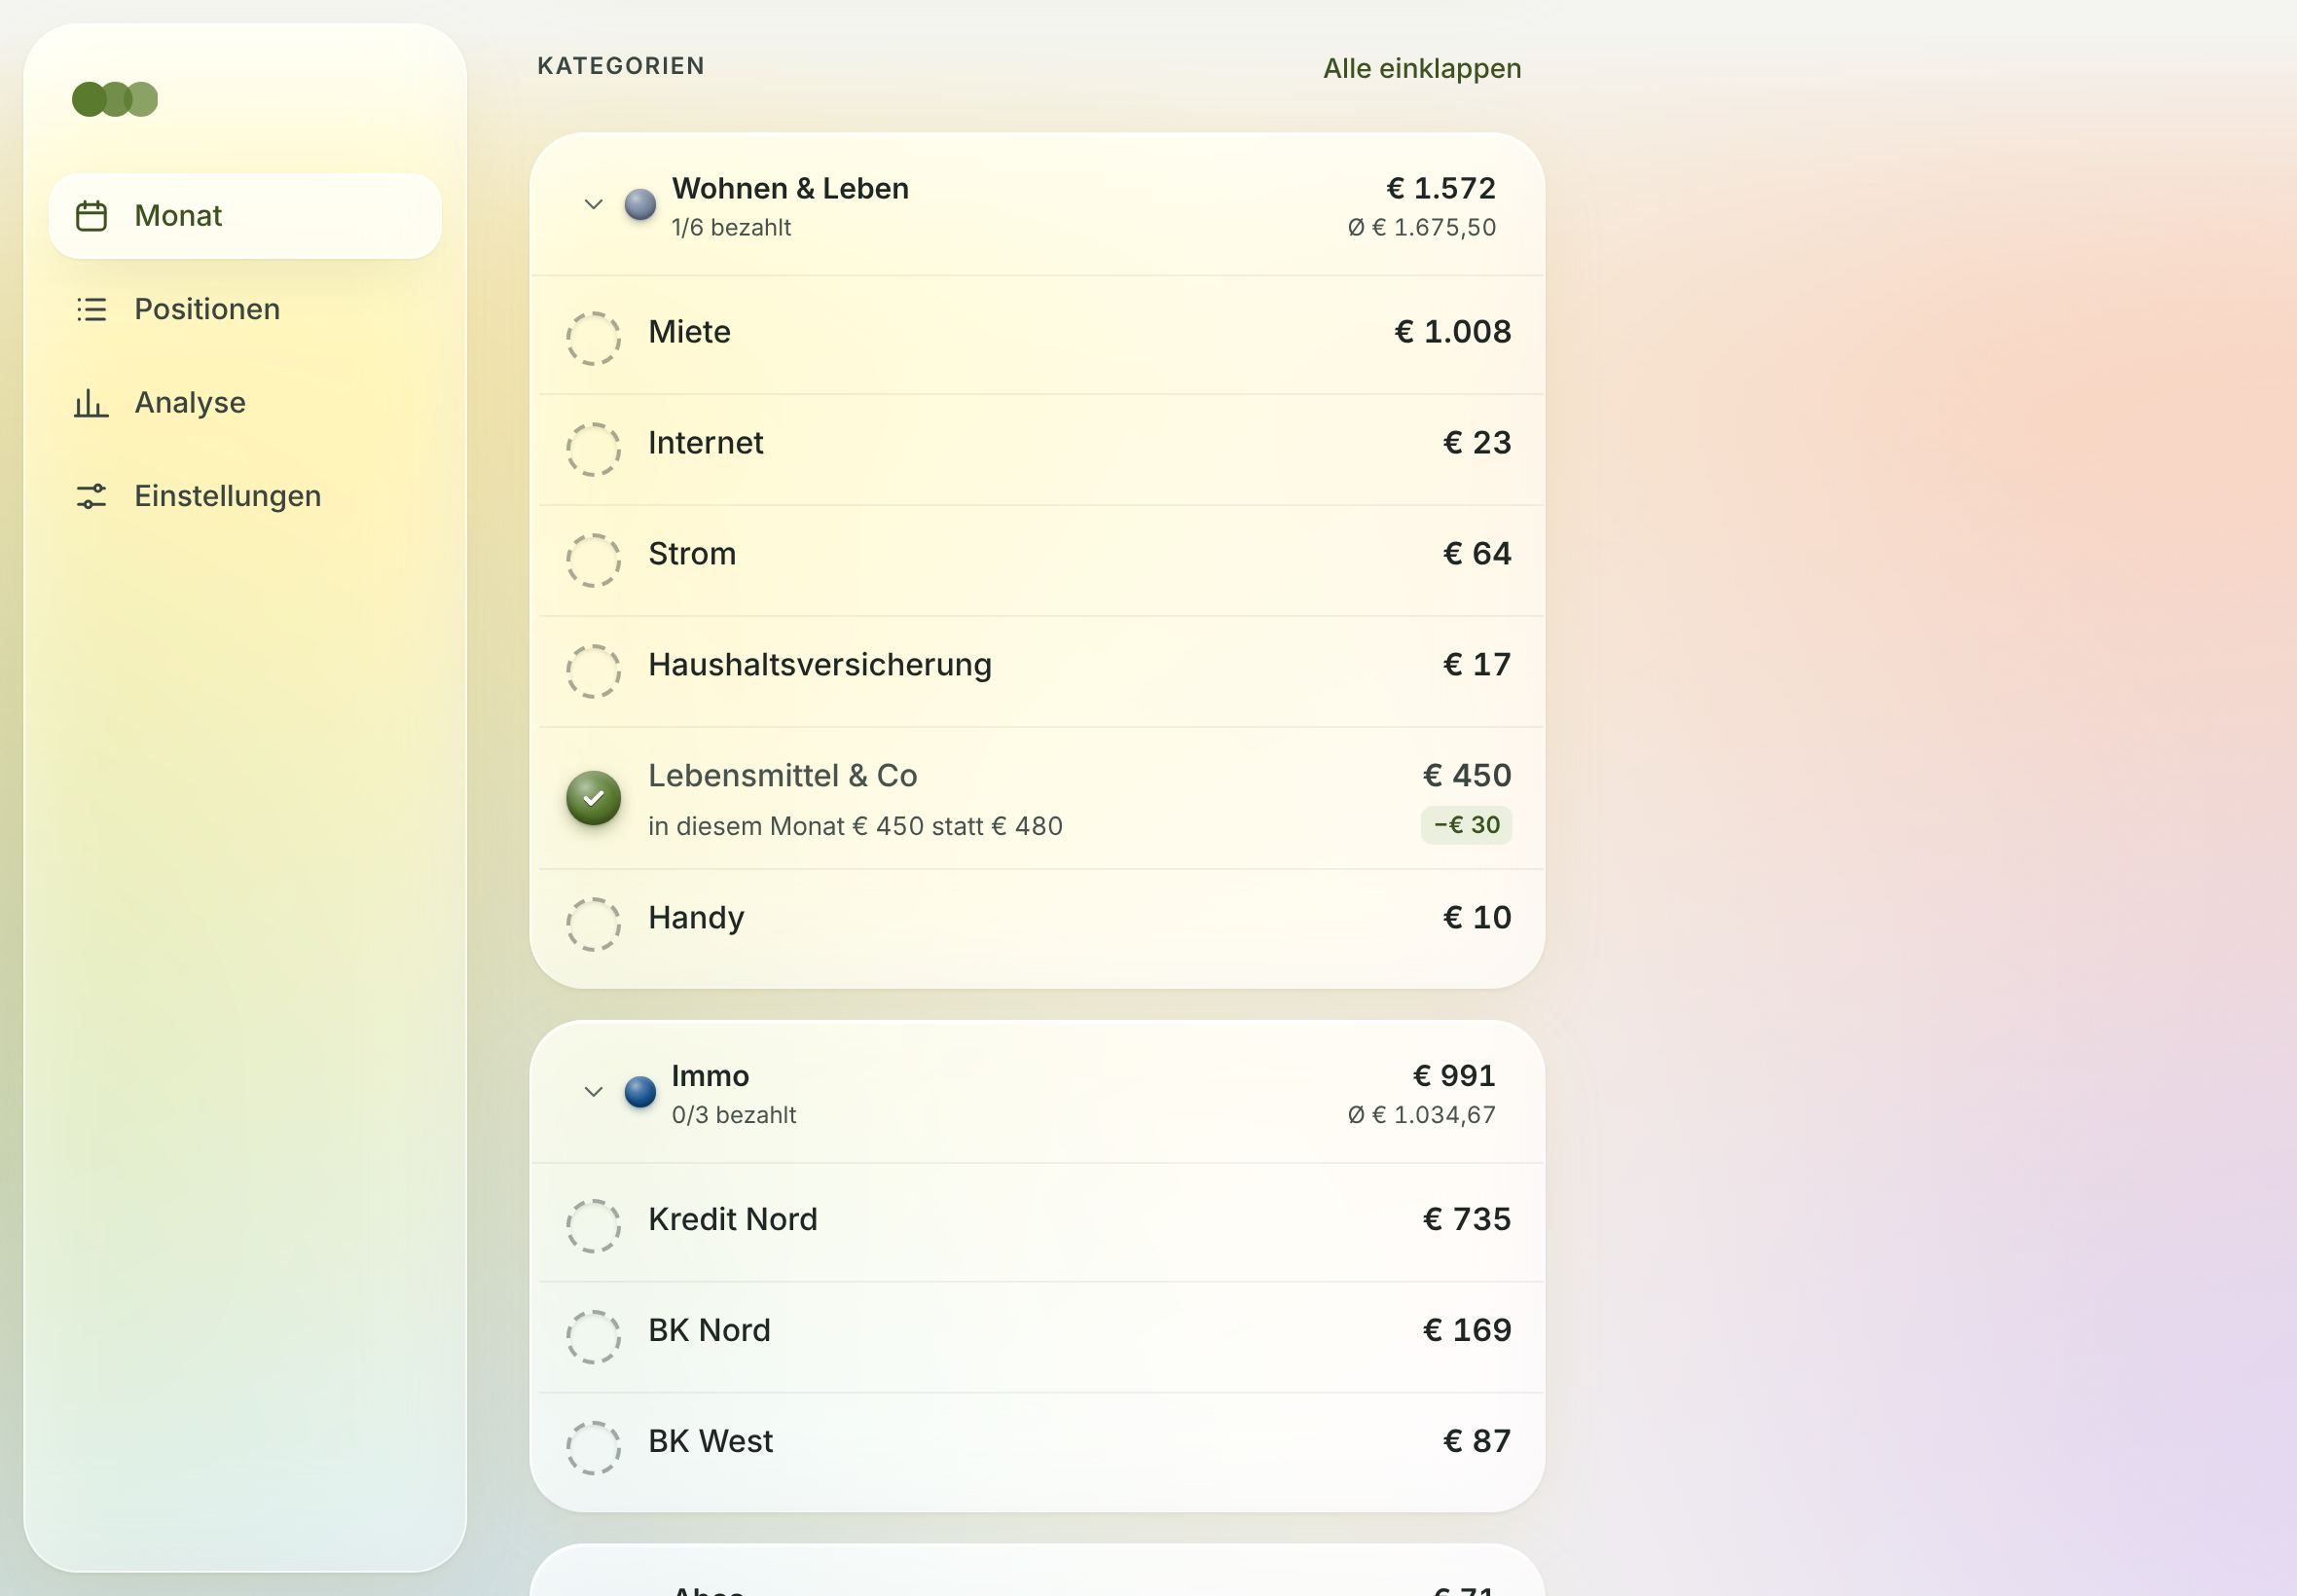 Monat
Positionen
Analyse
Einstellungen
KATEGORIEN
Alle einklappen
Wohnen & Leben € 1.572
1/6 bezahlt Ø € 1.675,50
Miete € 1.008
Internet € 23
Strom € 64
Haushaltsversicherung € 17
Lebensmittel & Co € 450
in diesem Monat € 450 statt € 480 −€ 30
Handy € 10
Immo € 991
0/3 bezahlt Ø € 1.034,67
Kredit Nord € 735
BK Nord € 169
BK West € 87
€ 71